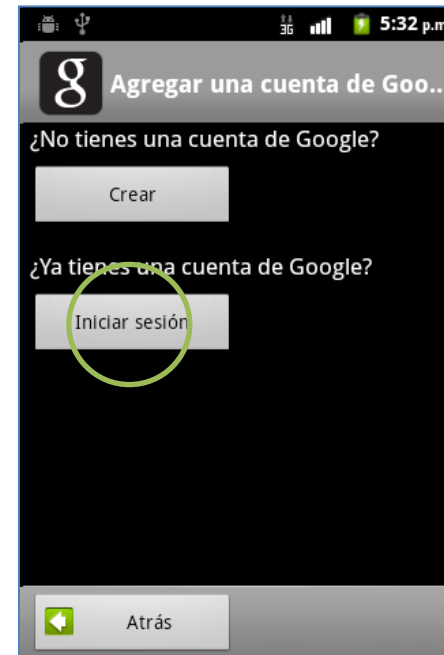 3G 5:32 p.m
g Agregar una cuenta de Goo..
¿No tienes una cuenta de Google?
Crear
¿Ya tienes una cuenta de Google?
Iniciar sesión
Atrás